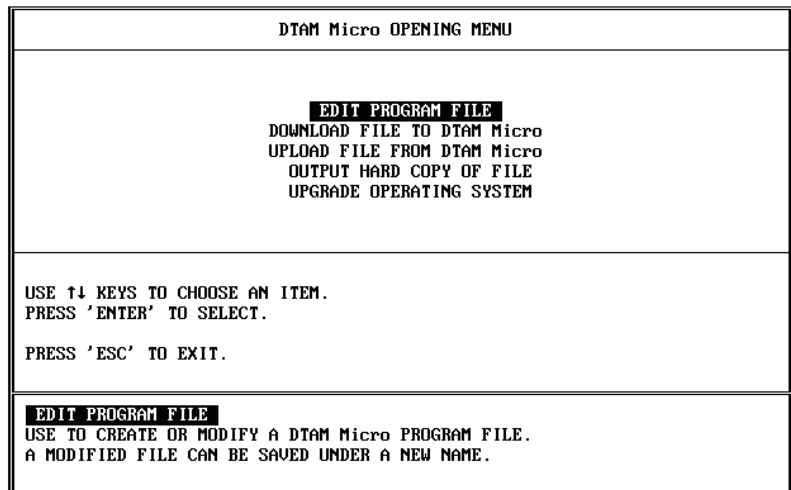 DTAM Micro OPENING MENU
EDIT PROGRAM FILE
DOWNLOAD FILE TO DTAM Micro
UPLOAD FILE FROM DTAM Micro
OUTPUT HARD COPY OF FILE
UPGRADE OPERATING SYSTEM
USE ↑↓ KEYS TO CHOOSE AN ITEM.
PRESS 'ENTER' TO SELECT.
PRESS 'ESC' TO EXIT.
EDIT PROGRAM FILE
USE TO CREATE OR MODIFY A DTAM Micro PROGRAM FILE.
A MODIFIED FILE CAN BE SAVED UNDER A NEW NAME.